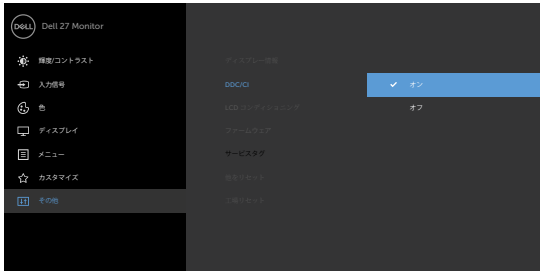 DELL Dell 27 Monitor
輝度/コントラスト
入力信号
色
ディスプレイ
メニュー
カスタマイズ
その他
ディスプレー情報
DDC/CI
LCD コンディショニング
ファームウェア
サービスタグ
他をリセット
工場リセット
オン
オフ